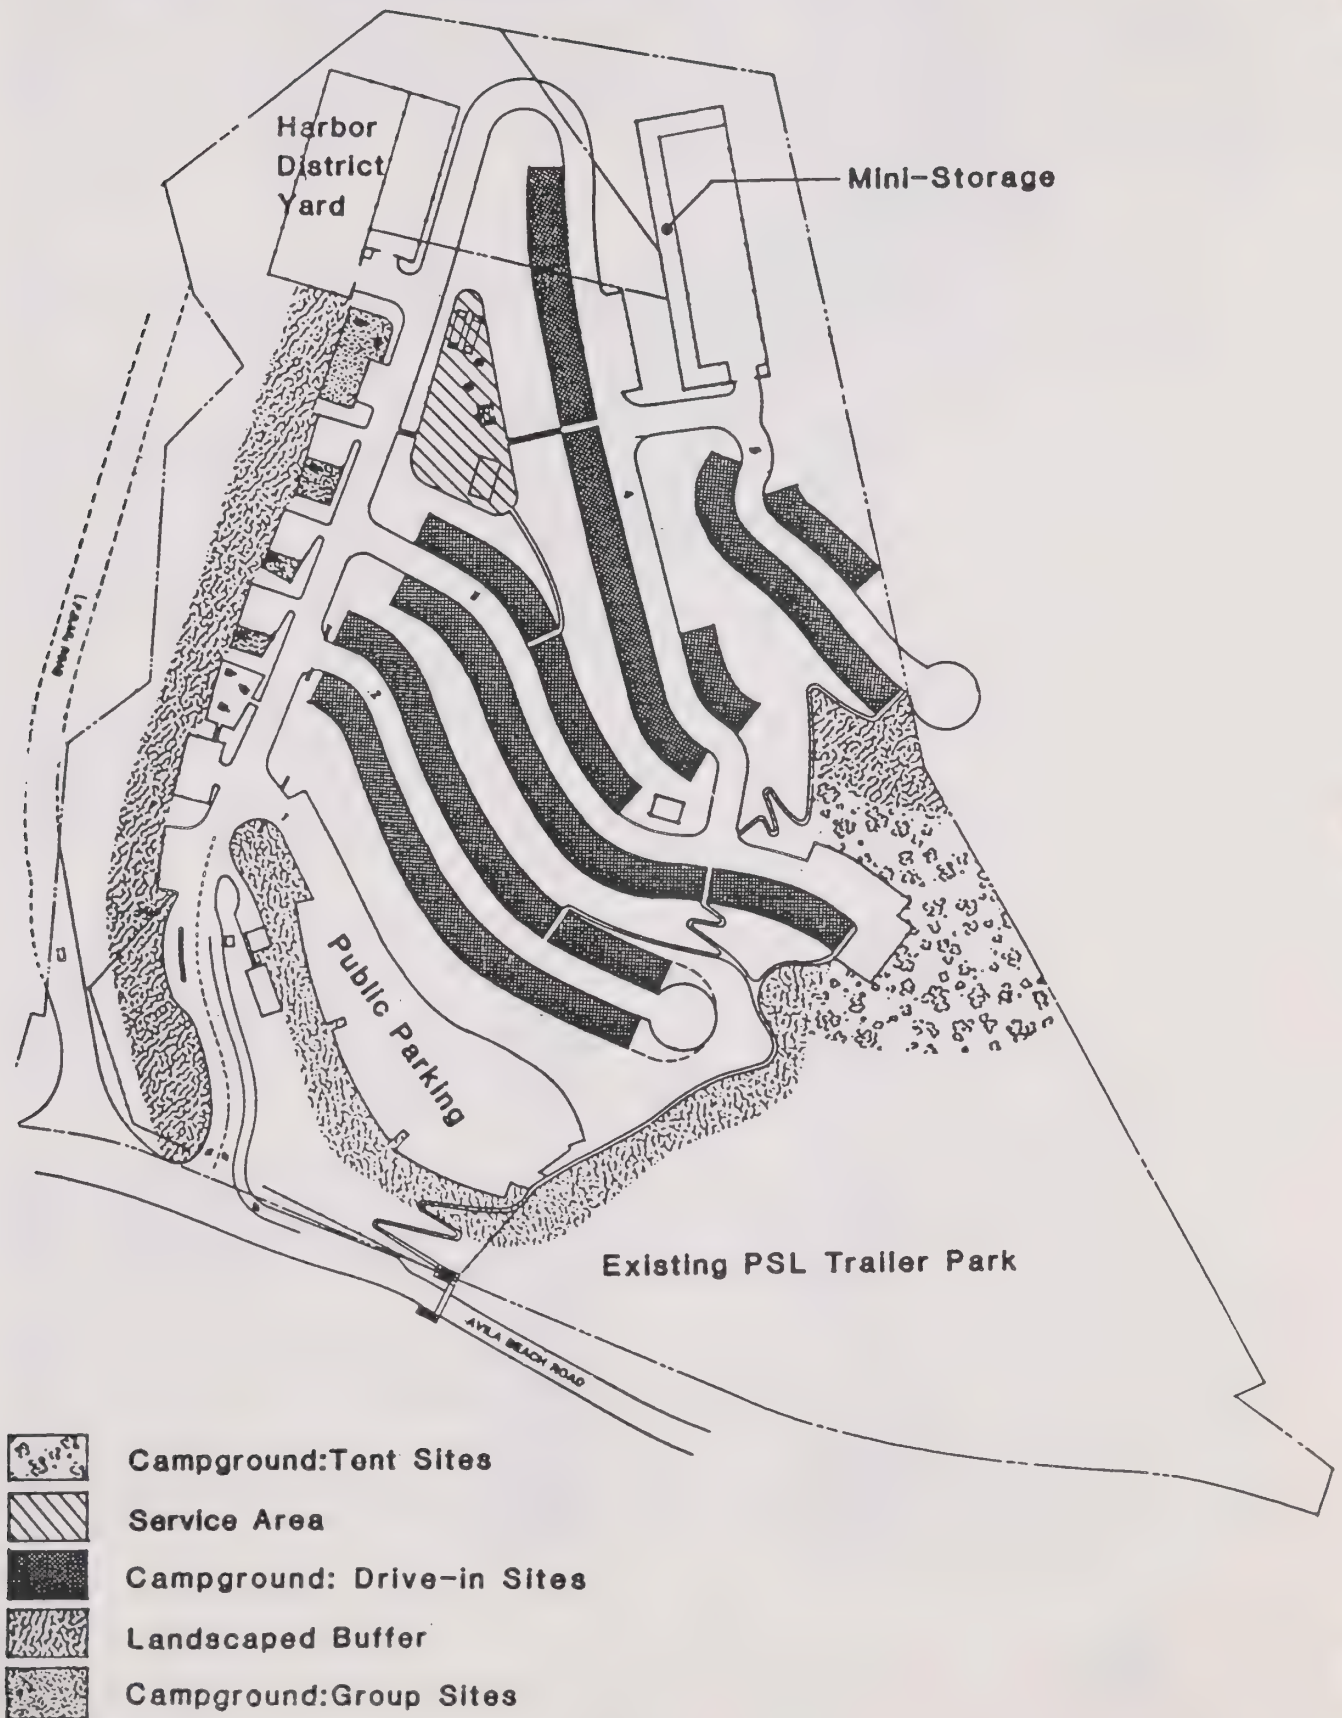 Harbor
District
Yard
Mini-Storage
Public Parking
Existing PSL Trailer Park
AVILA BEACH ROAD
Campground:Tent Sites
Service Area
Campground: Drive-in Sites
Landscaped Buffer
Campground:Group Sites